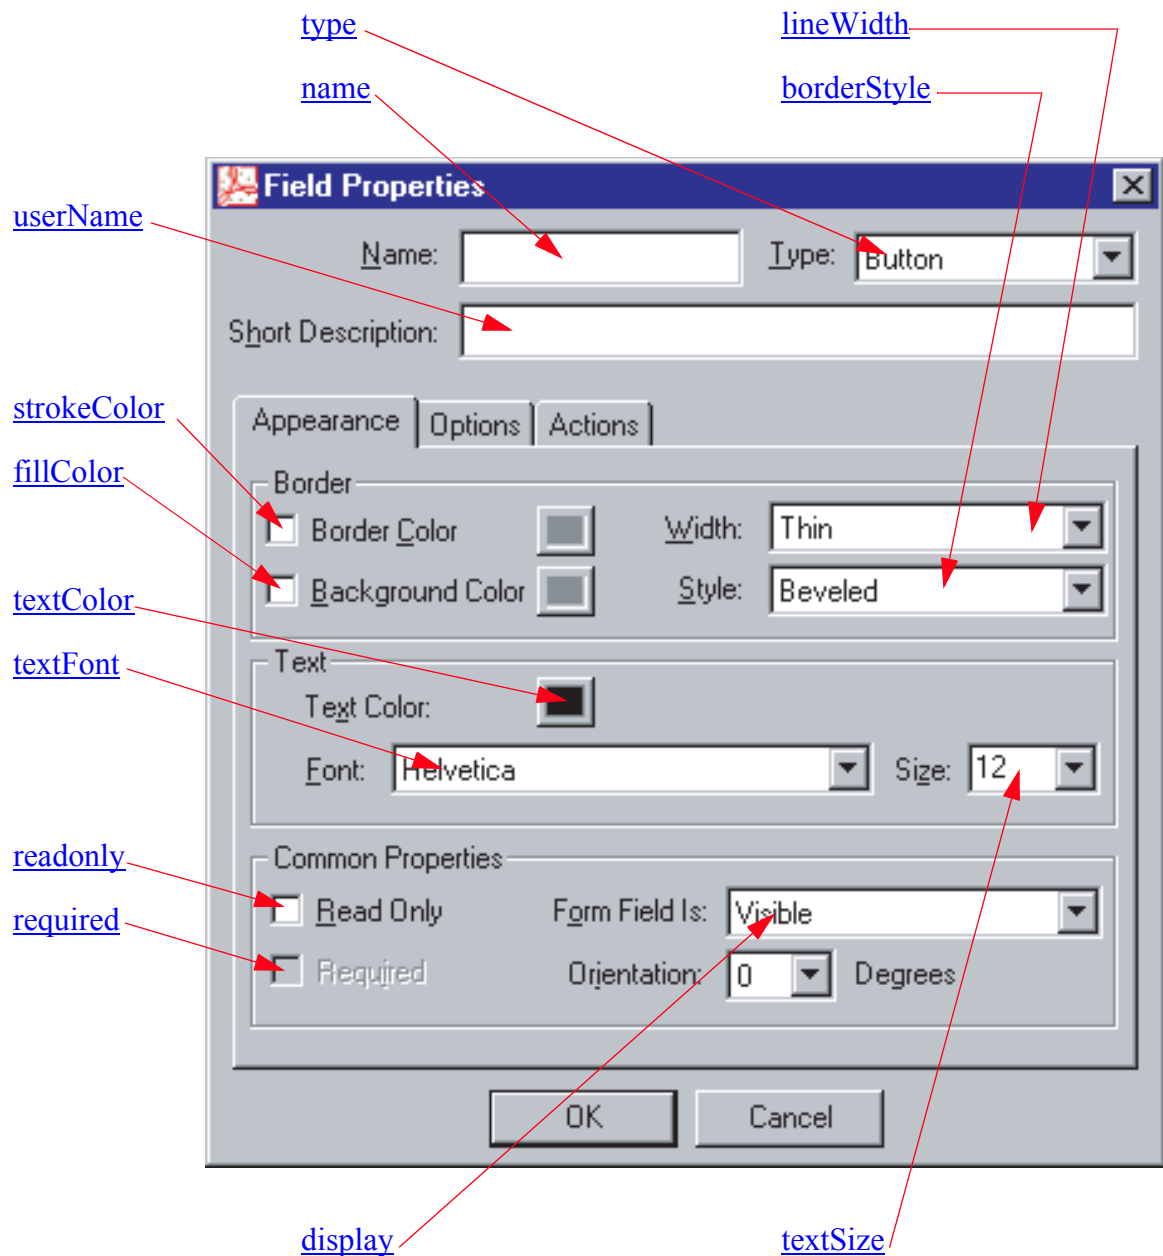 type
lineWidth
name
borderStyle
Field Properties
userName
Name:
Type: Button
Short Description:
strokeColor
Appearance Options Actions
fillColor
Border
Border Color
Width: Thin
textColor
Background Color
Style: Beveled
textFont
Text
Text Color:
Font: Helvetica
Size: 12
readonly
Common Properties
Read Only
Form Field Is: Visible
required
Required
Orientation: 0 Degrees
OK
Cancel
display
textSize